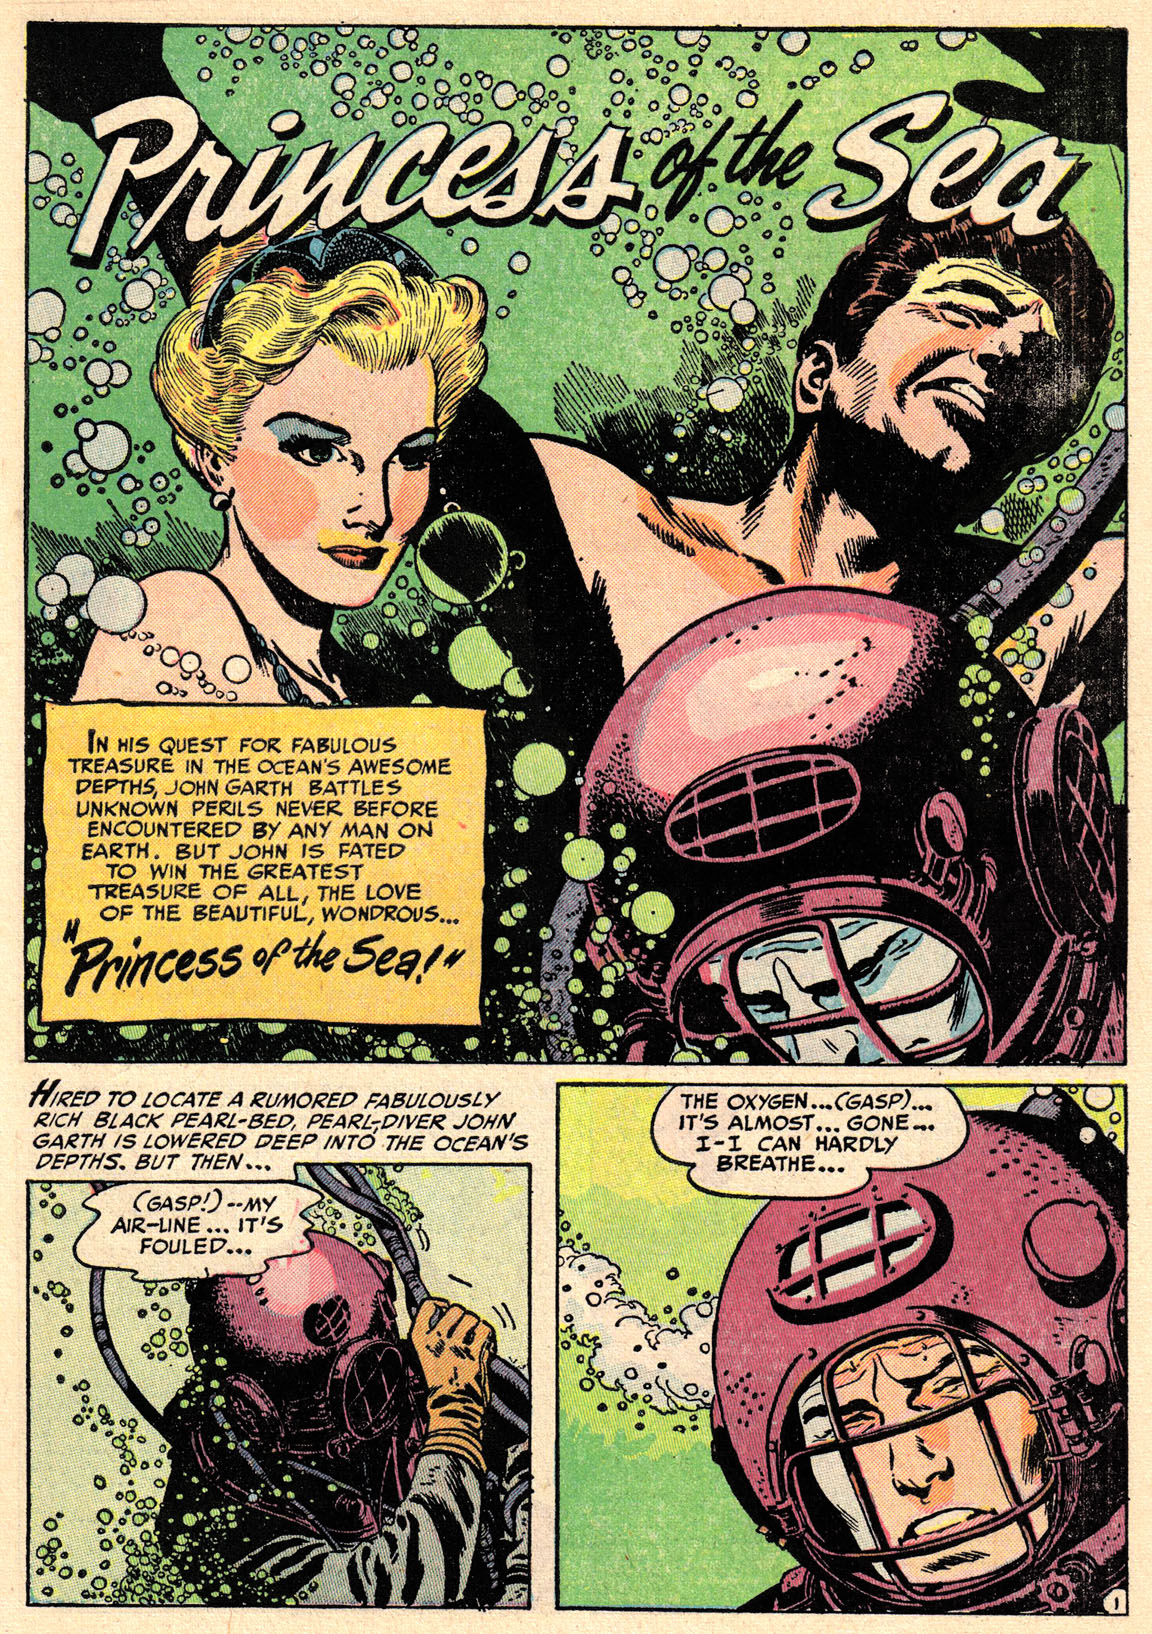 Princess of the Sea
IN HIS QUEST FOR FABULOUS
TREASURE IN THE OCEAN'S AWESOME
DEPTHS, JOHN GARTH BATTLES
UNKNOWN PERILS NEVER BEFORE
ENCOUNTERED BY ANY MAN ON
EARTH. BUT JOHN IS FATED
TO WIN THE GREATEST
TREASURE OF ALL, THE LOVE
OF THE BEAUTIFUL, WONDROUS...
"Princess of the Sea!"
HIRED TO LOCATE A RUMORED FABULOUSLY
RICH BLACK PEARL-BED, PEARL-DIVER JOHN
GARTH IS LOWERED DEEP INTO THE OCEAN'S
DEPTHS. BUT THEN...
(GASP!)--MY
AIR-LINE... IT'S
FOULED...
THE OXYGEN...(GASP)...
IT'S ALMOST... GONE...
I-I CAN HARDLY
BREATHE...
1